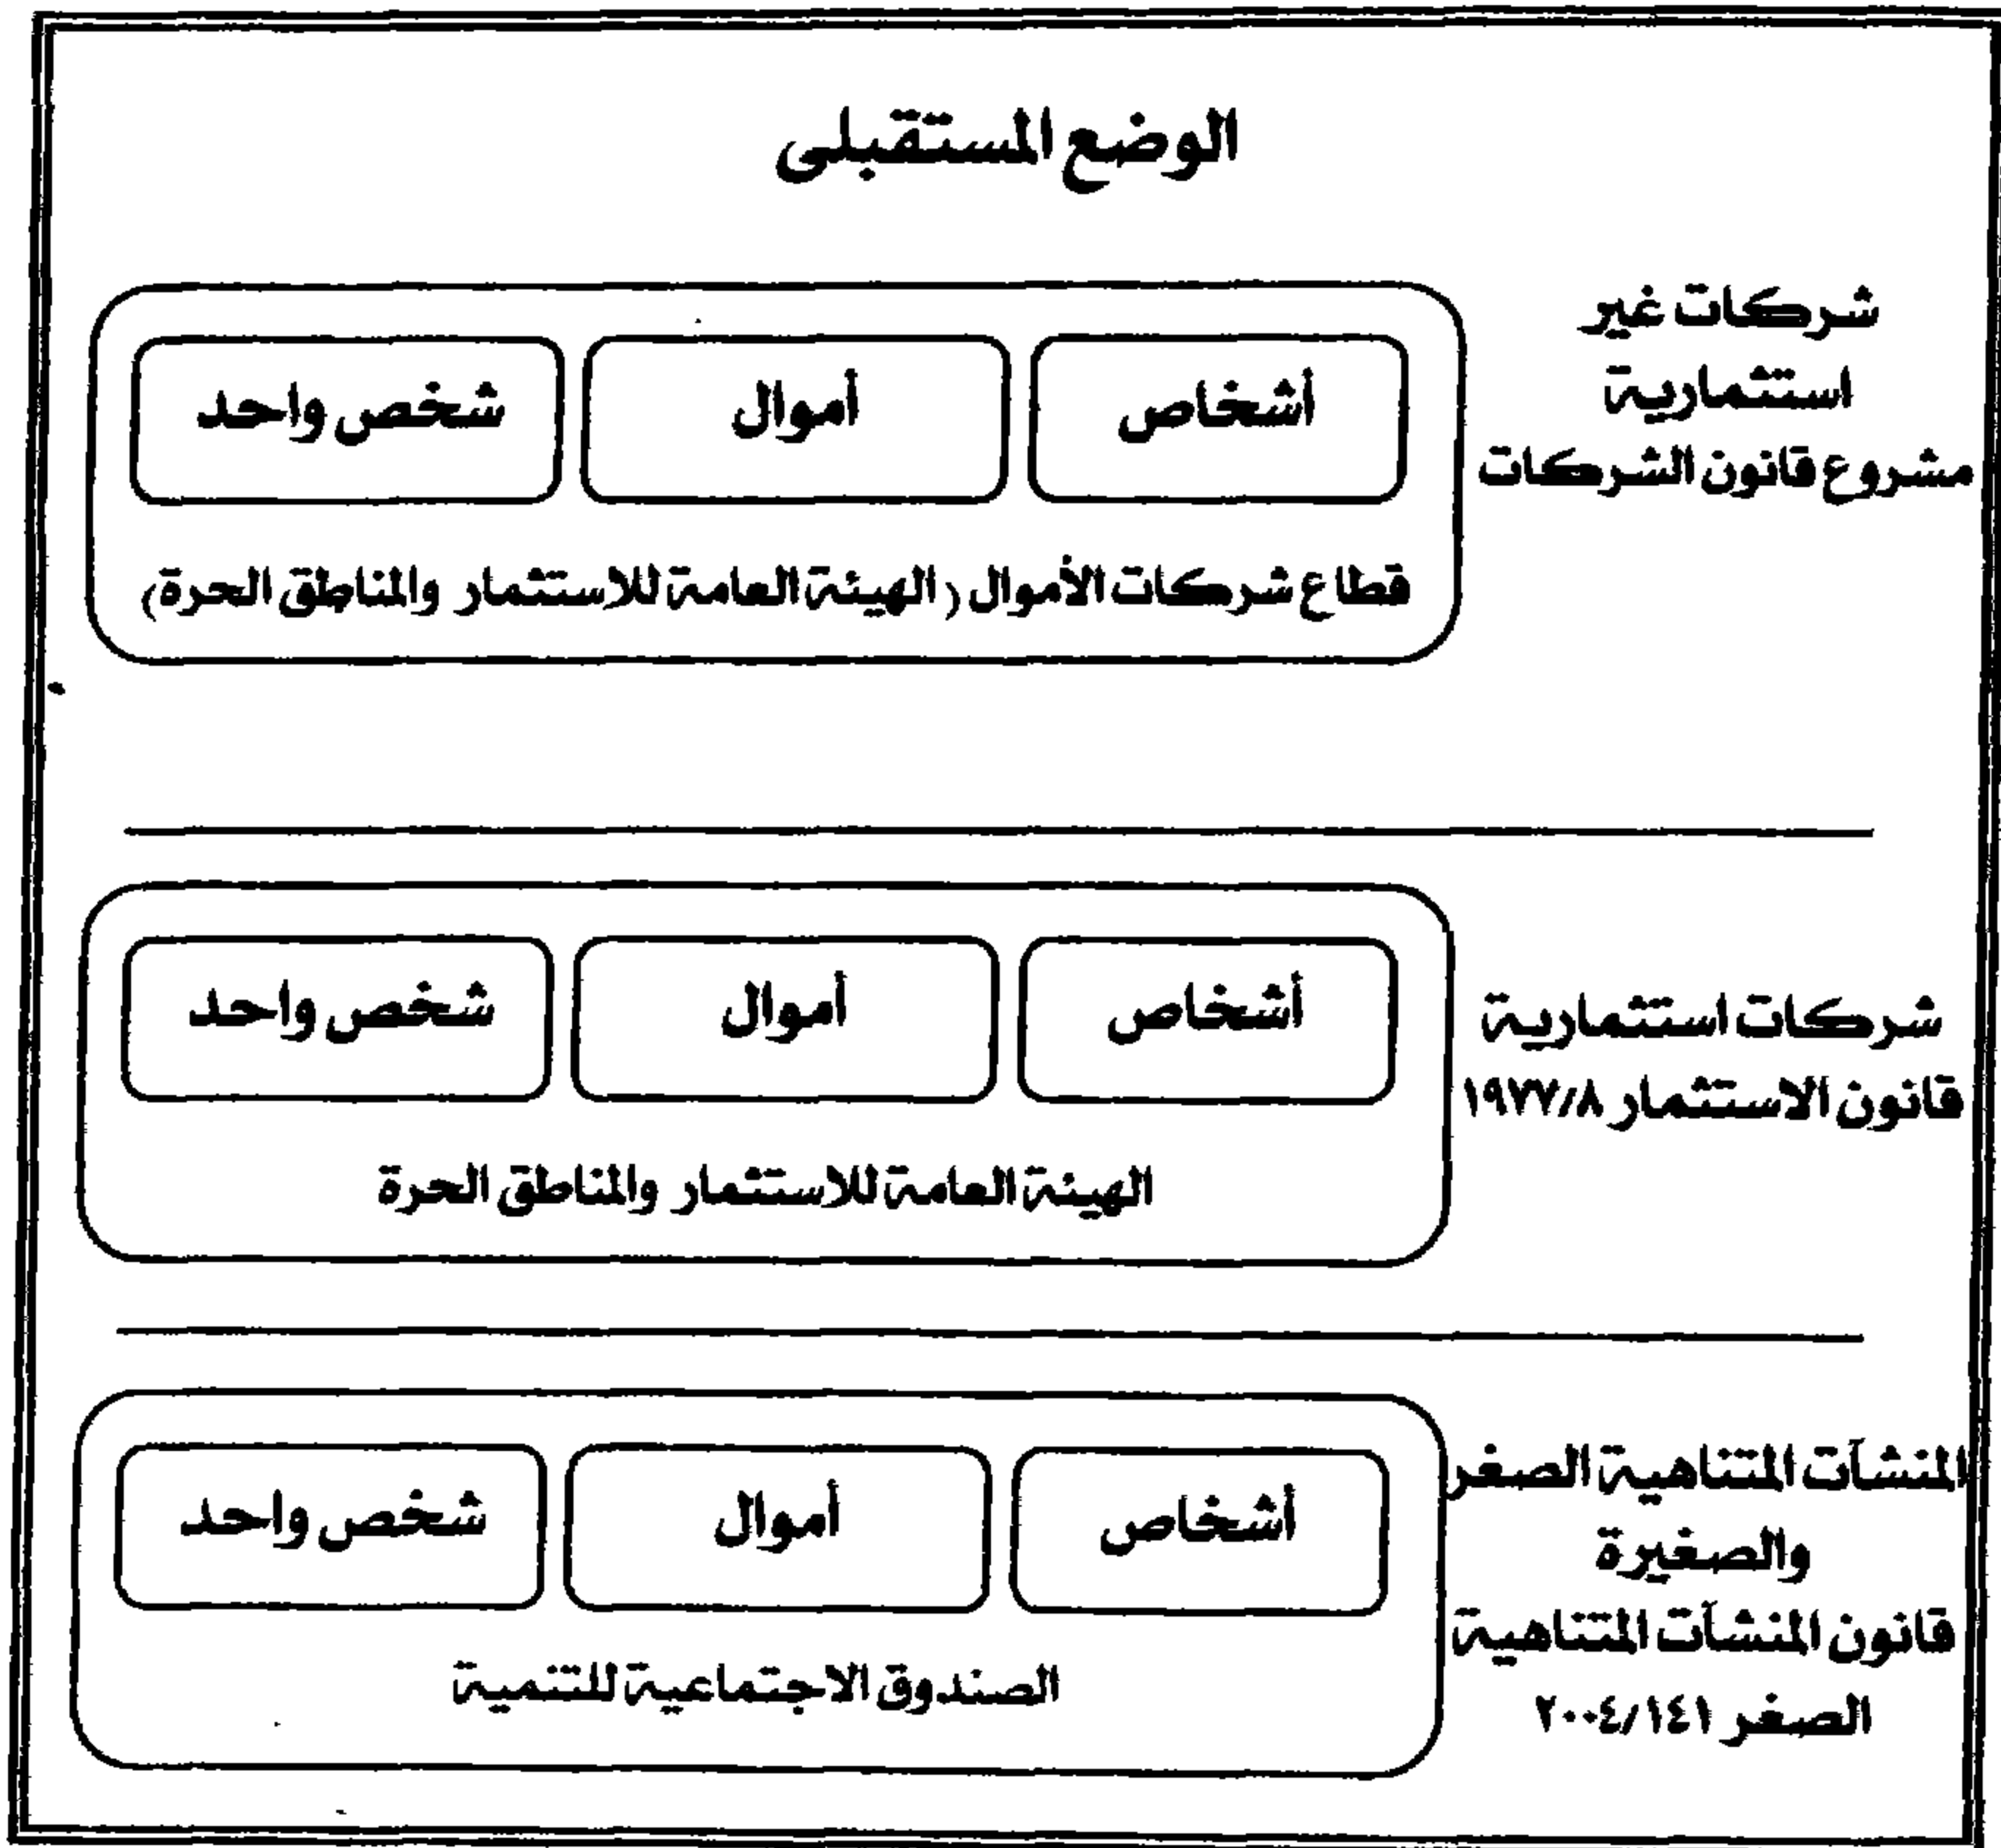 الوضع المستقبلى
شركات غير
استثمارية
مشروع قانون الشركات
أشخاص
أموال
شخص واحد
قطاع شركات الأموال (الهيئة العامة للاستثمار والمناطق الحرة)
شركات استثمارية
قانون الاستثمار ١٩٧٧/٨
أشخاص
أموال
شخص واحد
الهيئة العامة للاستثمار والمناطق الحرة
المنشآت المتناهية الصغر
والصغيرة
قانون المنشآت المتناهية
الصغر ٢٠٠٤/١٤١
أشخاص
أموال
شخص واحد
الصندوق الاجتماعية للتنمية